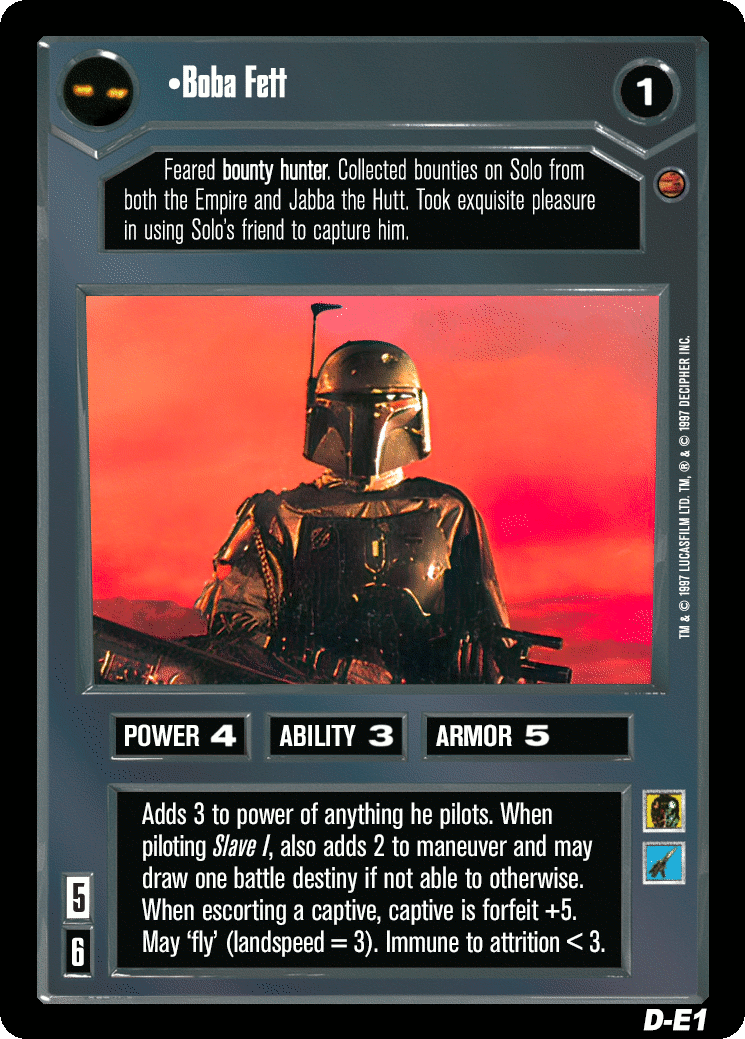 •Boba Fett
1
Feared bounty hunter. Collected bounties on Solo from
both the Empire and Jabba the Hutt. Took exquisite pleasure
in using Solo's friend to capture him.
TM & © 1997 LUCASFILM LTD. TM, ® & © 1997 DECIPHER INC.
POWER 4
ABILITY 3
ARMOR 5
Adds 3 to power of anything he pilots. When
piloting Slave I, also adds 2 to maneuver and may
draw one battle destiny if not able to otherwise.
When escorting a captive, captive is forfeit +5.
May ‘fly’ (landspeed = 3). Immune to attrition < 3.
5
6
D-E1